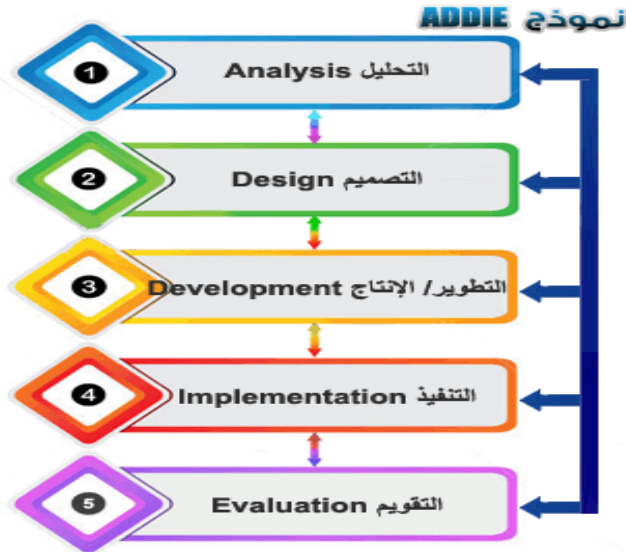 نموذج ADDIE
1
التحليل Analysis
2
التصميم Design
3
التطوير/ الإنتاج Development
4
التنفيذ Implementation
5
التقويم Evaluation